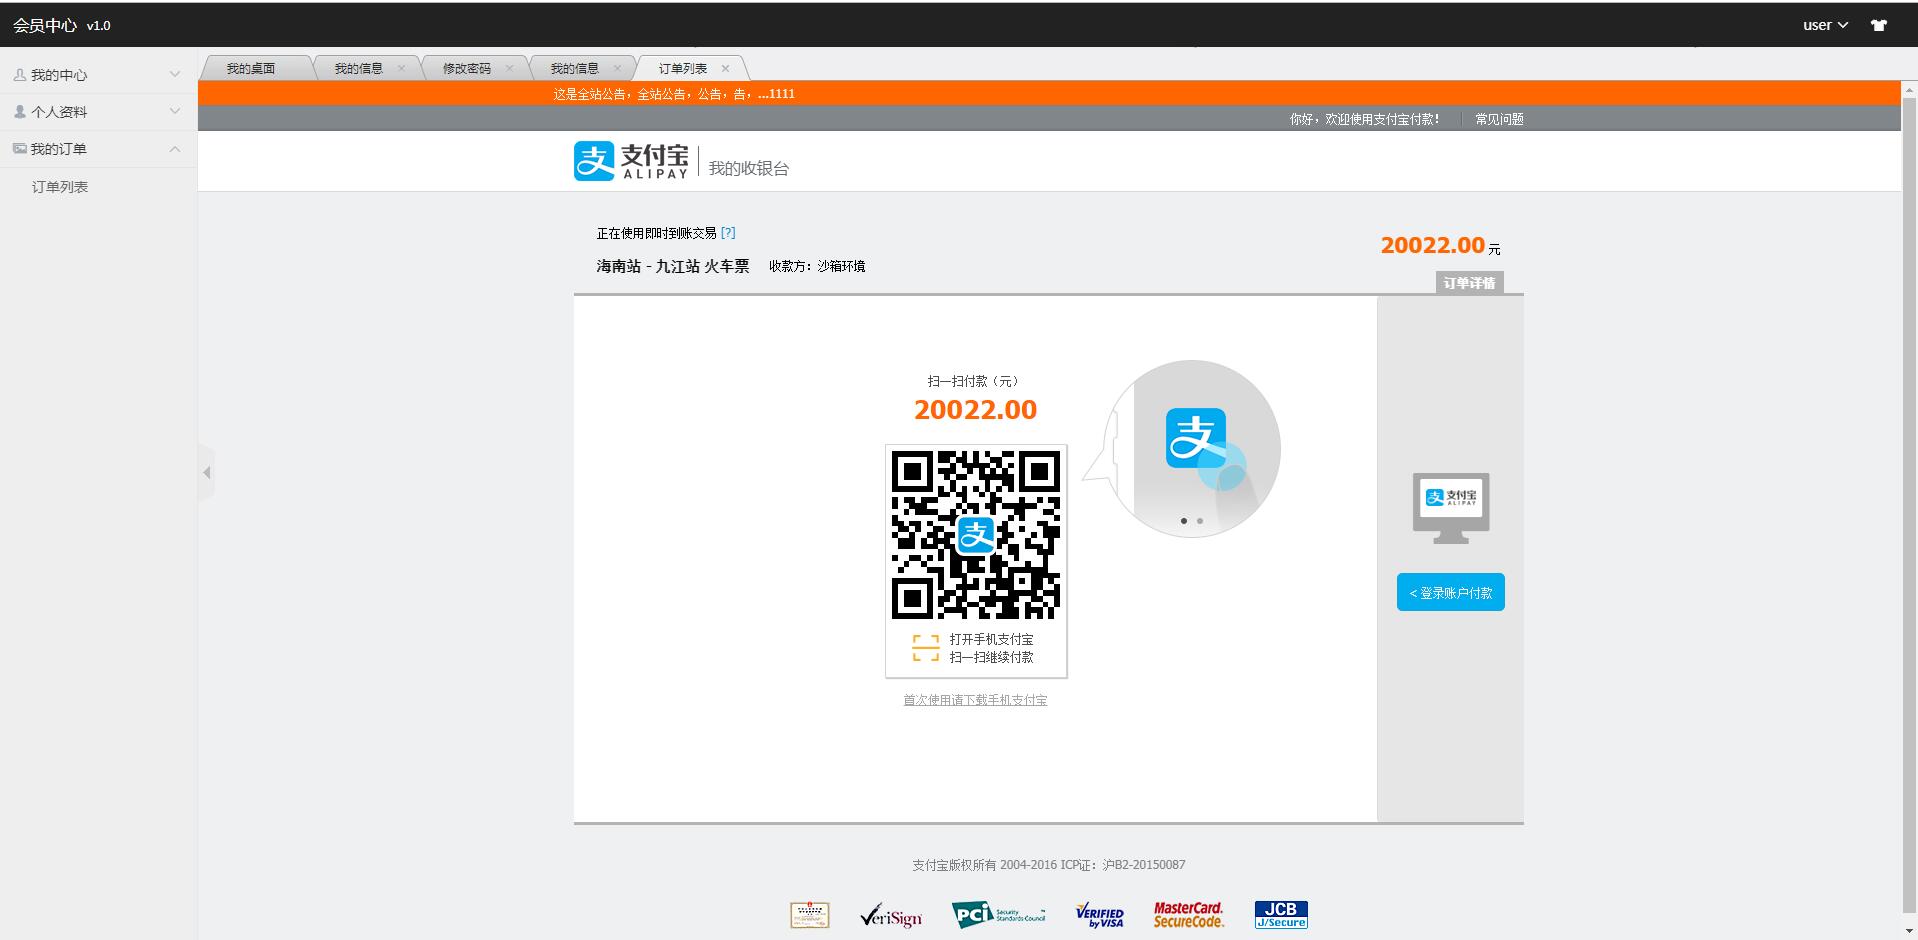 会员中心 v1.0
user
我的中心
个人资料
我的订单
订单列表
我的桌面 我的信息 × 修改密码 × 我的信息 × 订单列表 ×
这是全站公告，全站公告，公告，告，...1111
你好，欢迎使用支付宝付款！ 常见问题
支 支付宝 ALIPAY 我的收银台
正在使用即时到账交易 [?]
20022.00 元
海南站 - 九江站 火车票 收款方：沙箱环境
订单详情
扫一扫付款（元）
20022.00
支
支
支 支付宝 ALIPAY
< 登录账户付款
打开手机支付宝
扫一扫继续付款
首次使用请下载手机支付宝
支付宝版权所有 2004-2016 ICP证：沪B2-20150087
VeriSign
PCI Security Standards Council
VERIFIED by VISA
MasterCard. SecureCode.
JCB J/Secure